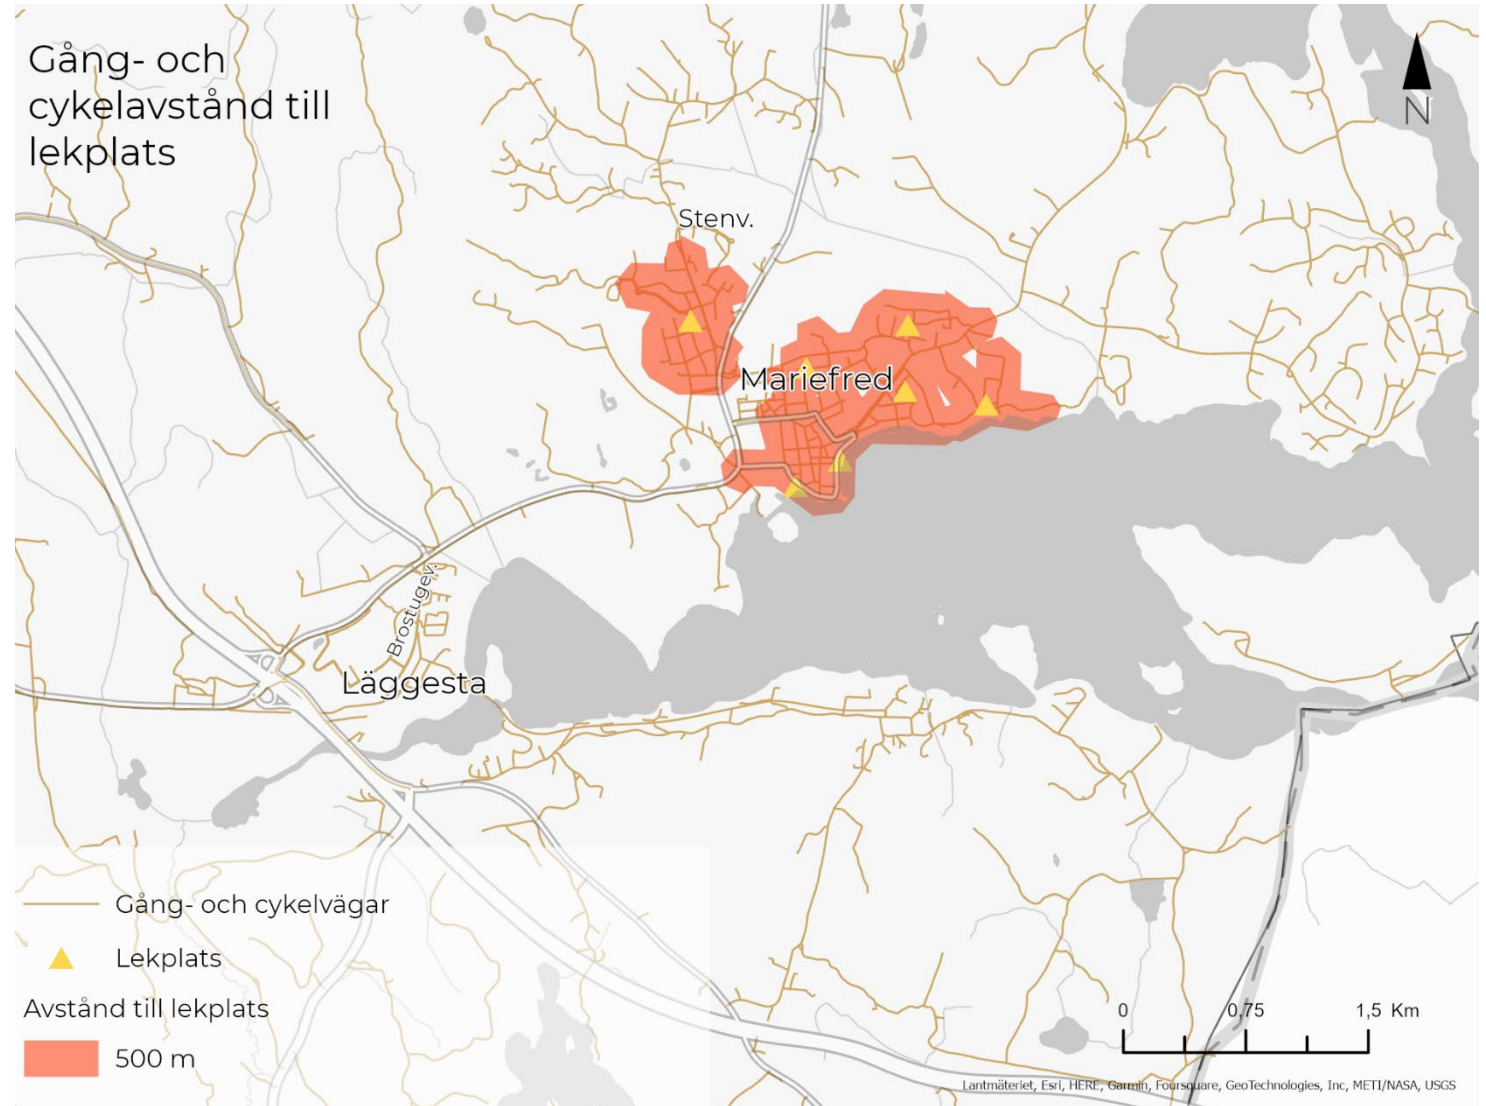 Gång- och
cykelavstånd till
lekplats
N
Stenv.
Mariefred
Brostugev.
Läggesta
Gång- och cykelvägar
Lekplats
Avstånd till lekplats
500 m
0 0,75 1,5 Km
Lantmäteriet, Esri, HERE, Garmin, Foursquare, GeoTechnologies, Inc, METI/NASA, USGS